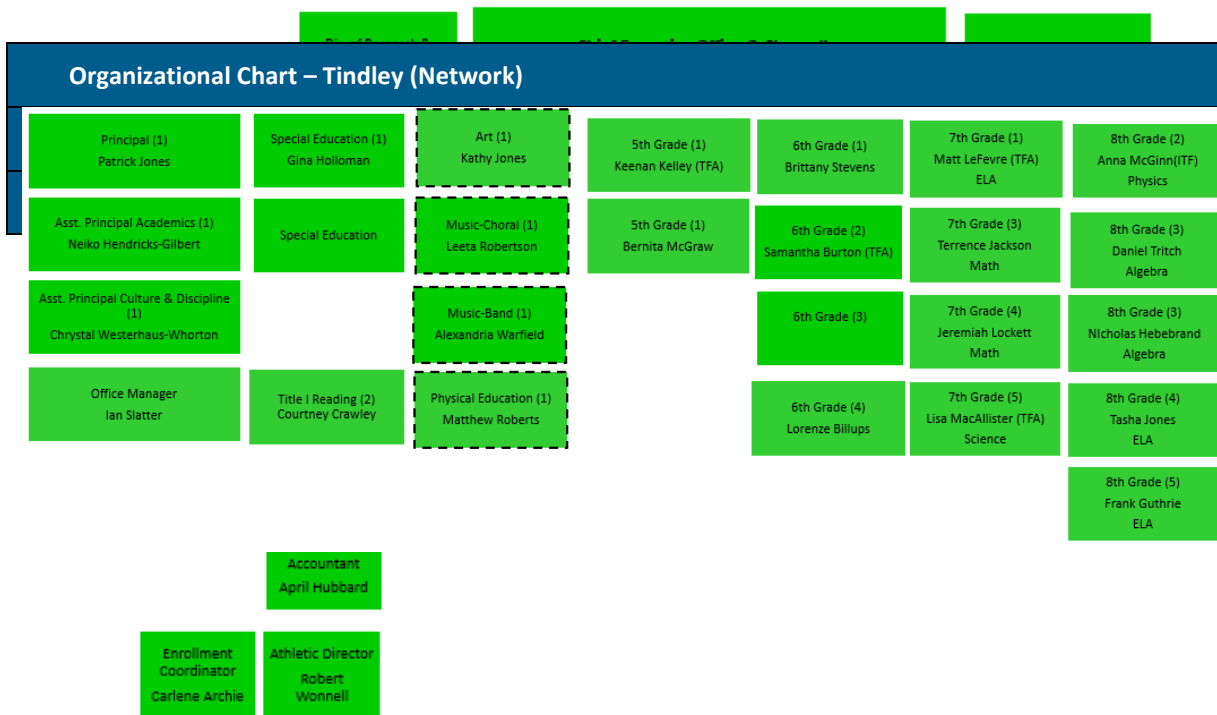 Organizational Chart – Tindley (Network)
Principal (1)
Patrick Jones
Asst. Principal Academics (1)
Neiko Hendricks-Gilbert
Asst. Principal Culture & Discipline
(1)
Chrystal Westerhaus-Whorton
Office Manager
Ian Slatter
Special Education (1)
Gina Holloman
Special Education
Title I Reading (2)
Courtney Crawley
Art (1)
Kathy Jones
Music-Choral (1)
Leeta Robertson
Music-Band (1)
Alexandria Warfield
Physical Education (1)
Matthew Roberts
5th Grade (1)
Keenan Kelley (TFA)
5th Grade (1)
Bernita McGraw
6th Grade (1)
Brittany Stevens
6th Grade (2)
Samantha Burton (TFA)
6th Grade (3)
6th Grade (4)
Lorenze Billups
7th Grade (1)
Matt LeFevre (TFA)
ELA
7th Grade (3)
Terrence Jackson
Math
7th Grade (4)
Jeremiah Lockett
Math
7th Grade (5)
Lisa MacAllister (TFA)
Science
8th Grade (2)
Anna McGinn(ITF)
Physics
8th Grade (3)
Daniel Tritch
Algebra
8th Grade (3)
NIcholas Hebebrand
Algebra
8th Grade (4)
Tasha Jones
ELA
8th Grade (5)
Frank Guthrie
ELA
Accountant
April Hubbard
Enrollment
Coordinator
Carlene Archie
Athletic Director
Robert
Wonnell